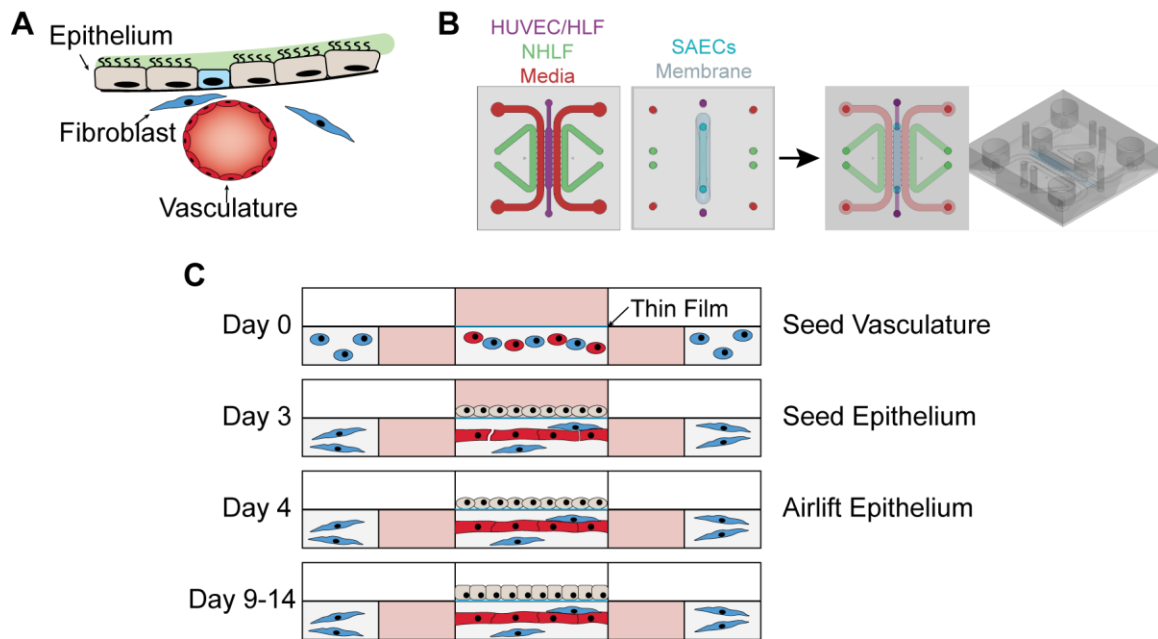 A
Epithelium
Fibroblast
Vasculature
B
HUVEC/HLF
NHLF
Media
SAECs
Membrane
C
Day 0
Thin Film
Seed Vasculature
Day 3
Seed Epithelium
Day 4
Airlift Epithelium
Day 9-14